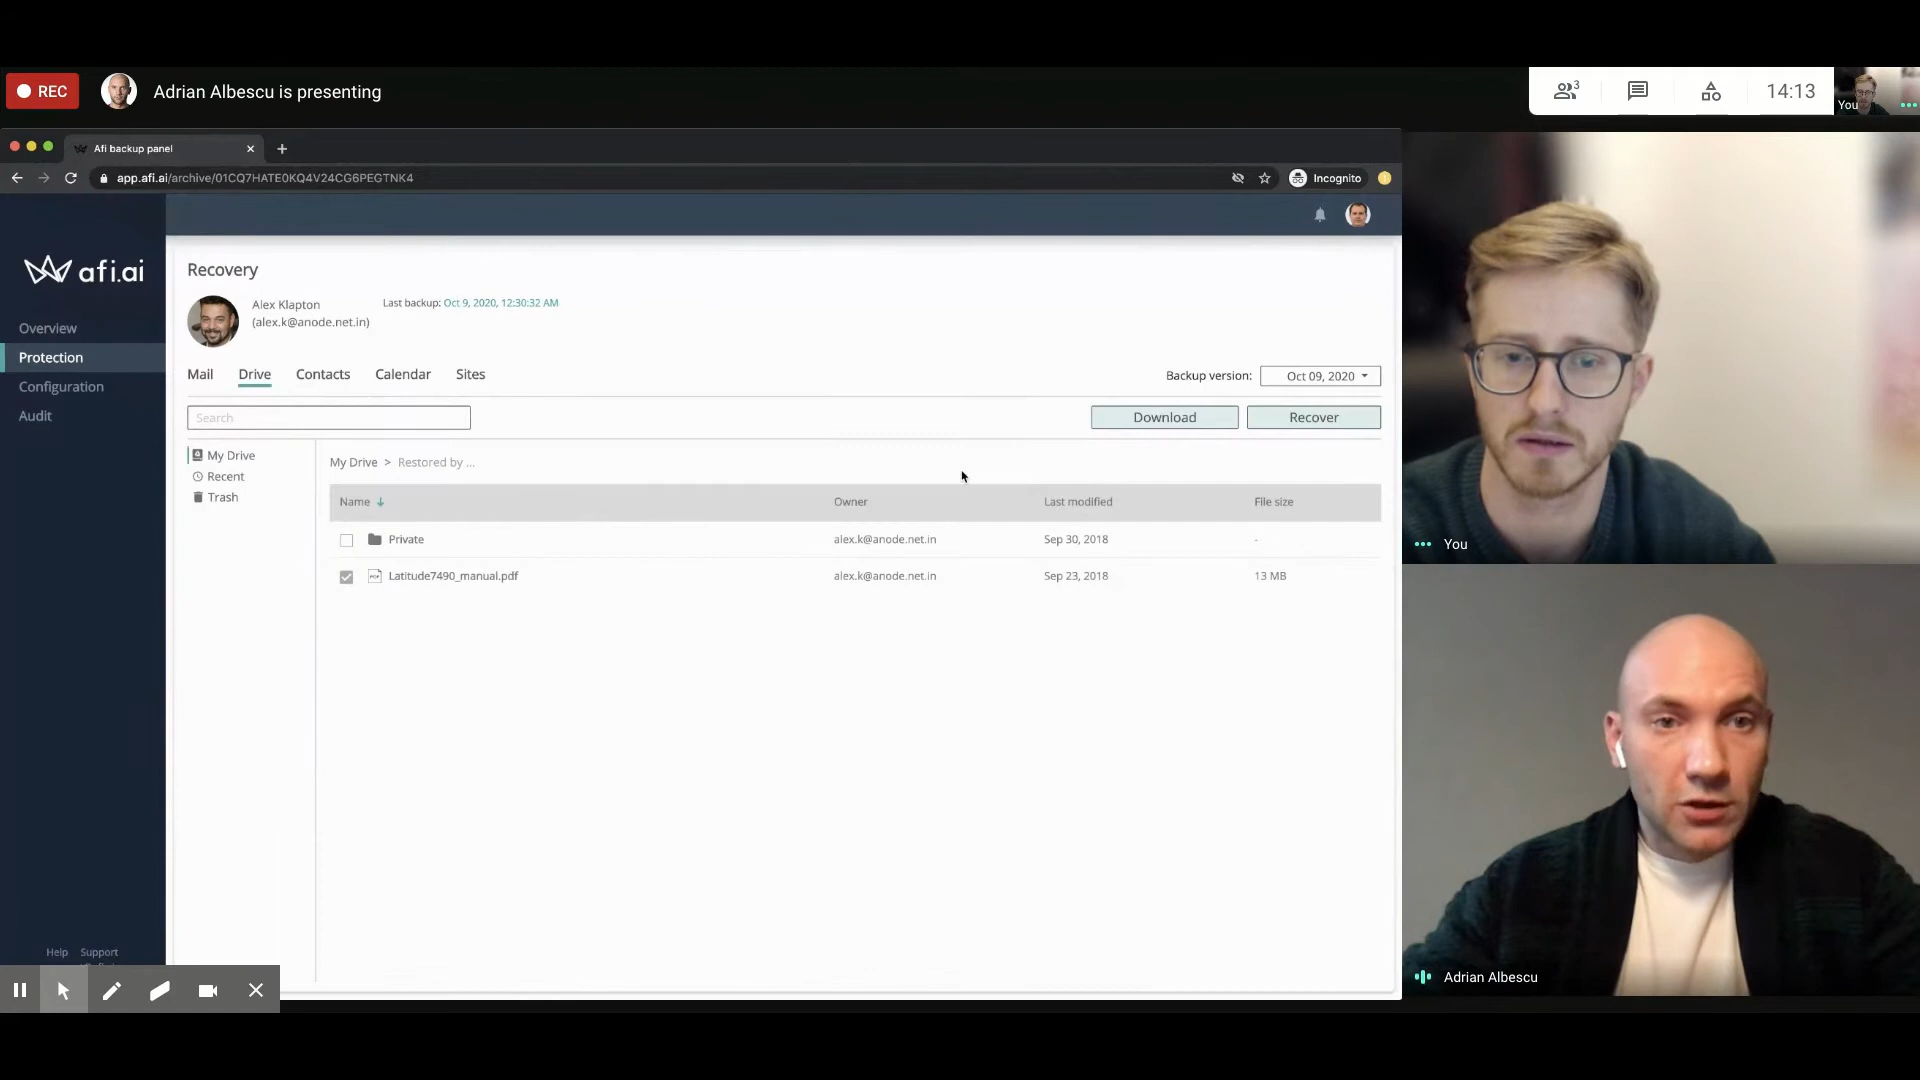 REC
Adrian Albescu is presenting
3
14:13
You
Afi backup panel
app.afi.ai/archive/01CQ7HATE0KQ4V24CG6PEGTNK4
Incognito
afi.ai
Overview
Protection
Configuration
Audit
Help Support
Recovery
Alex Klapton
(alex.k@anode.net.in)
Last backup: Oct 9, 2020, 12:30:32 AM
Mail Drive Contacts Calendar Sites
Backup version: Oct 09, 2020
Search
Download
Recover
My Drive
Recent
Trash
My Drive > Restored by ...
Name Owner Last modified File size
Private alex.k@anode.net.in Sep 30, 2018 -
PDF Latitude7490_manual.pdf alex.k@anode.net.in Sep 23, 2018 13 MB
You
Adrian Albescu